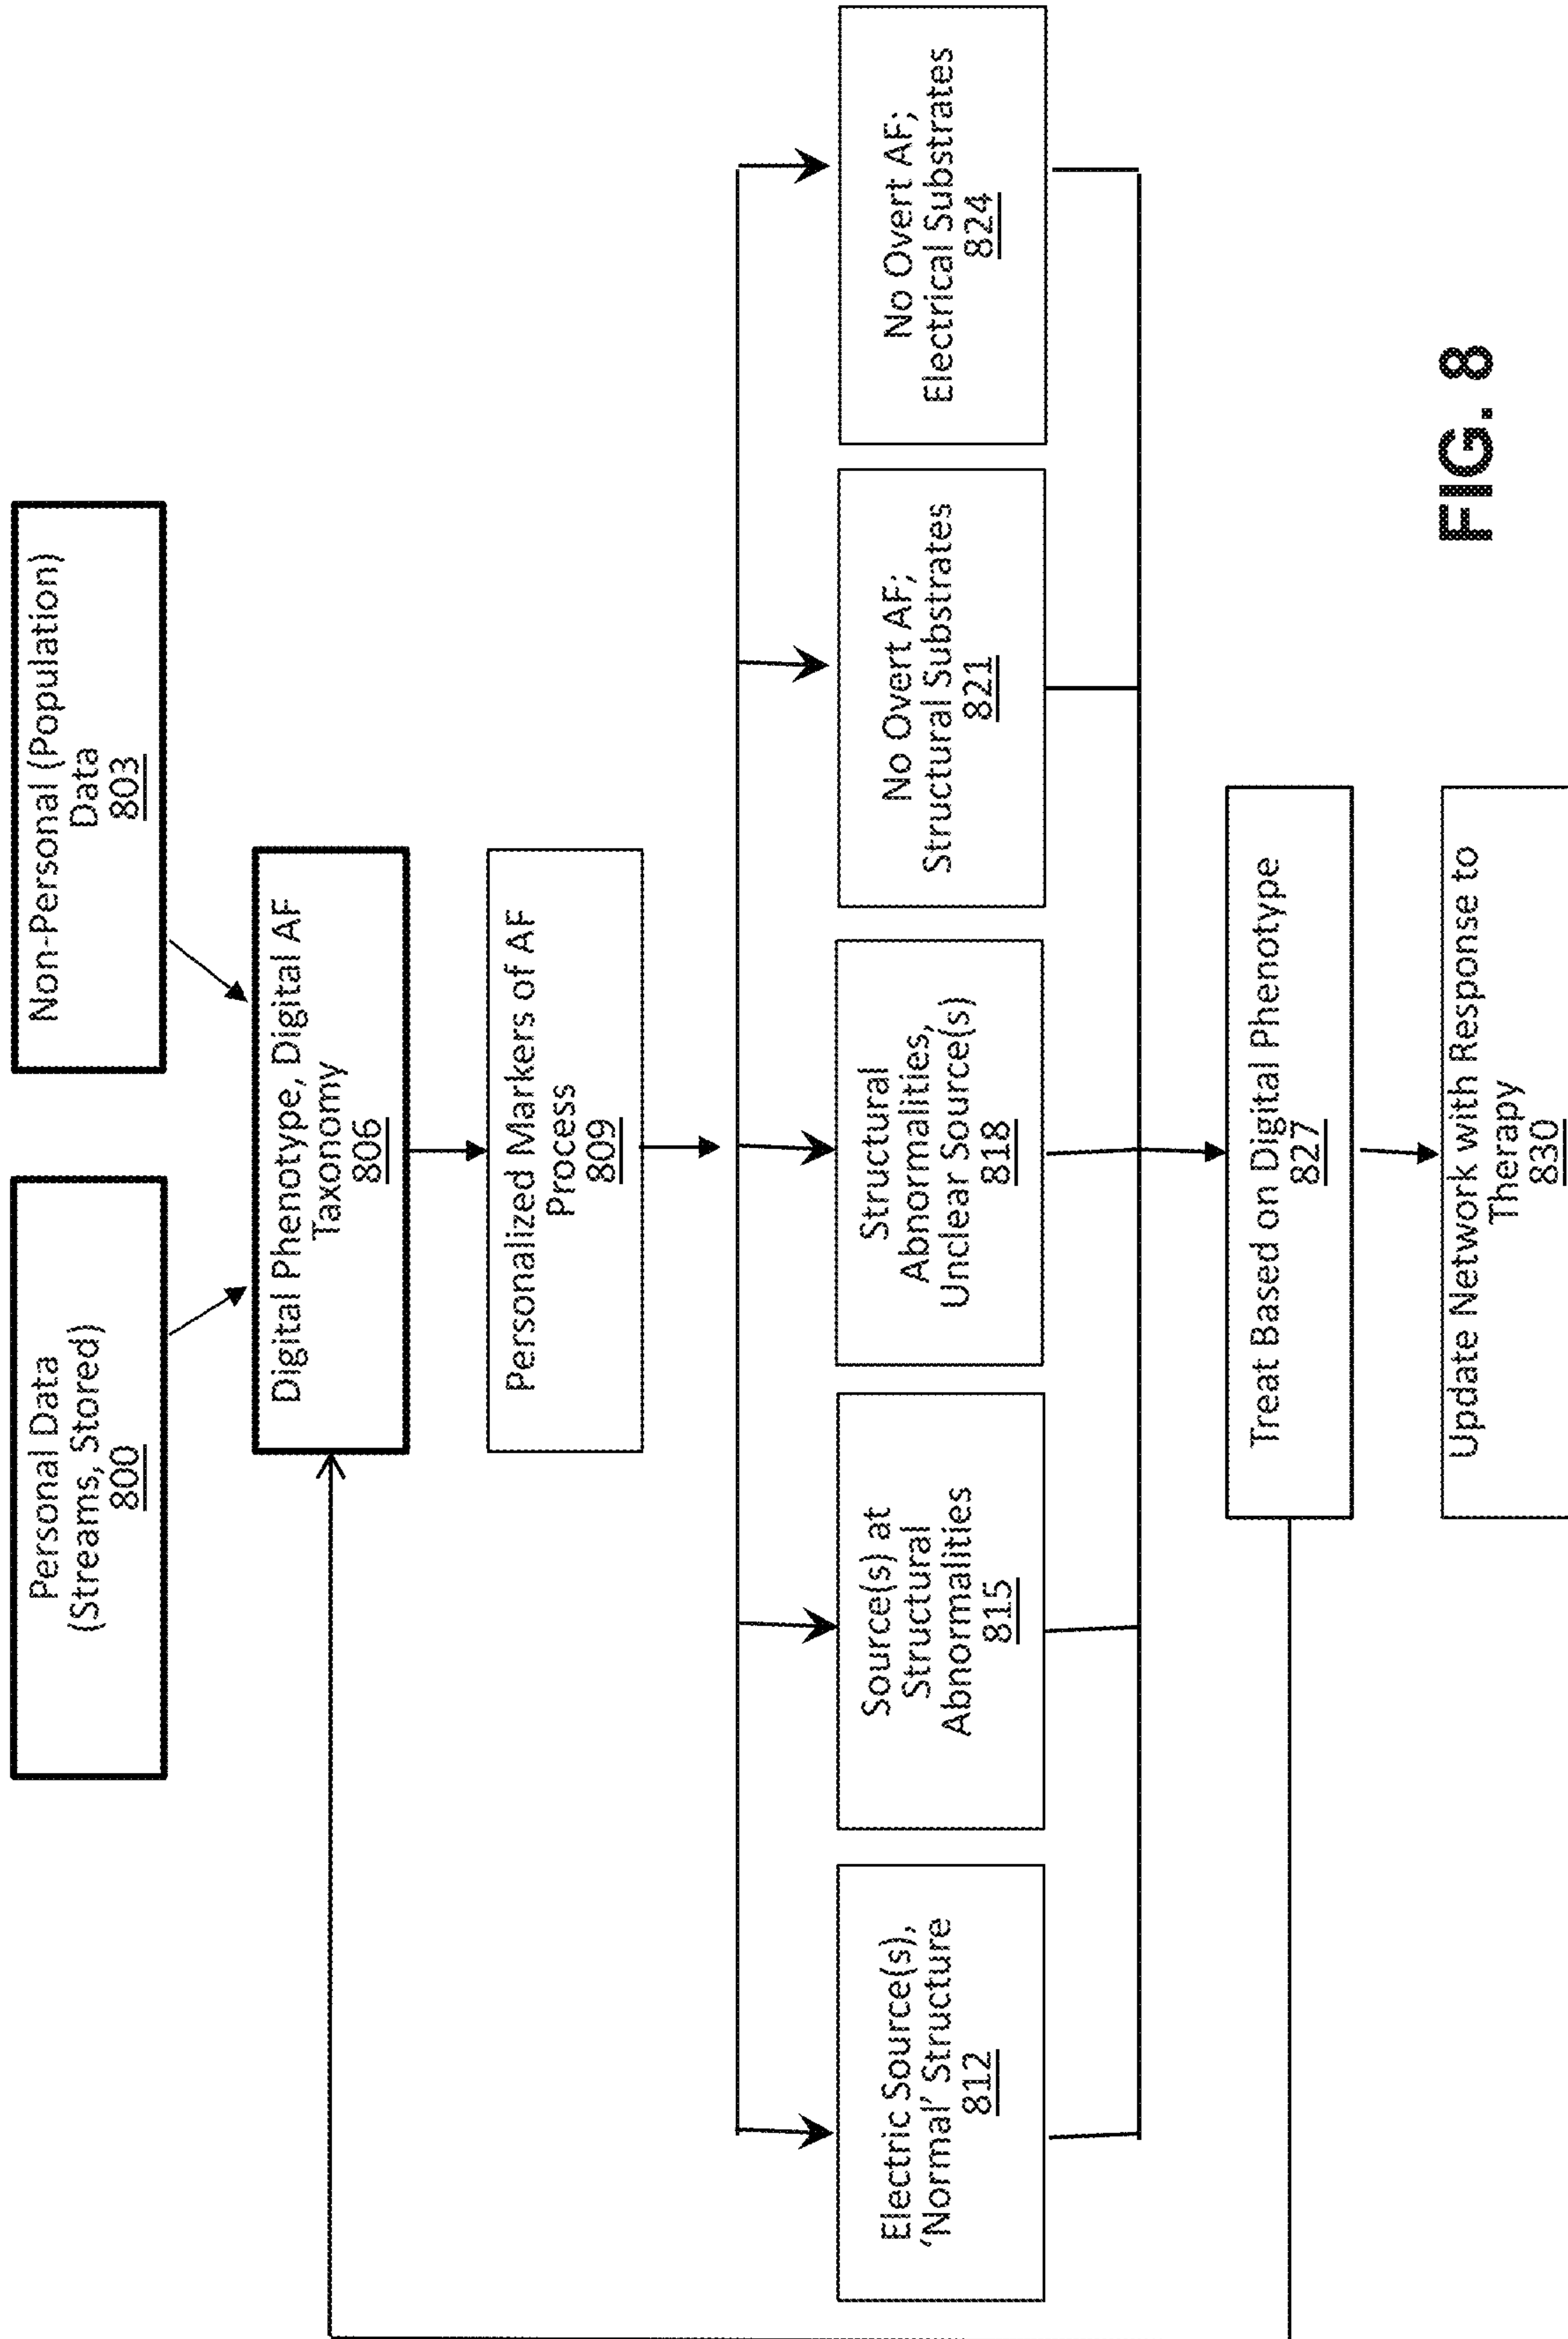 Personal Data
(Streams, Stored)
800
Non-Personal (Population)
Data
803
Digital Phenotype, Digital AF
Taxonomy
806
Personalized Markers of AF
Process
809
Electric Source(s),
‘Normal’ Structure
812
Source(s) at
Structural
Abnormalities
815
Structural
Abnormalities,
Unclear Source(s)
818
No Overt AF;
Structural Substrates
821
No Overt AF;
Electrical Substrates
824
Treat Based on Digital Phenotype
827
Update Network with Response to
Therapy
830
FIG. 8